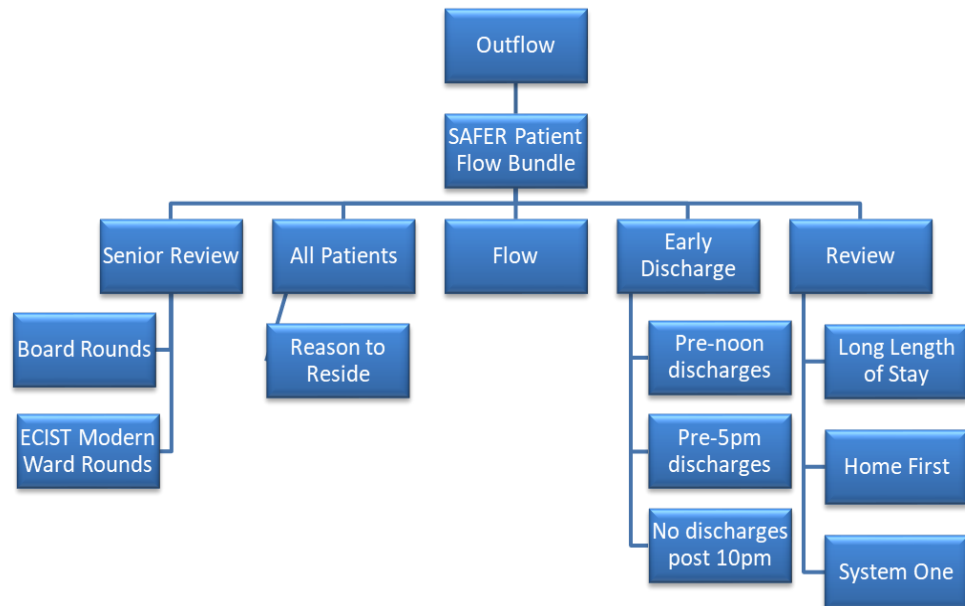 Outflow
SAFER Patient
Flow Bundle
Senior Review
All Patients
Flow
Early
Discharge
Review
Board Rounds
ECIST Modern
Ward Rounds
Reason to
Reside
Pre-noon
discharges
Pre-5pm
discharges
No discharges
post 10pm
Long Length
of Stay
Home First
System One